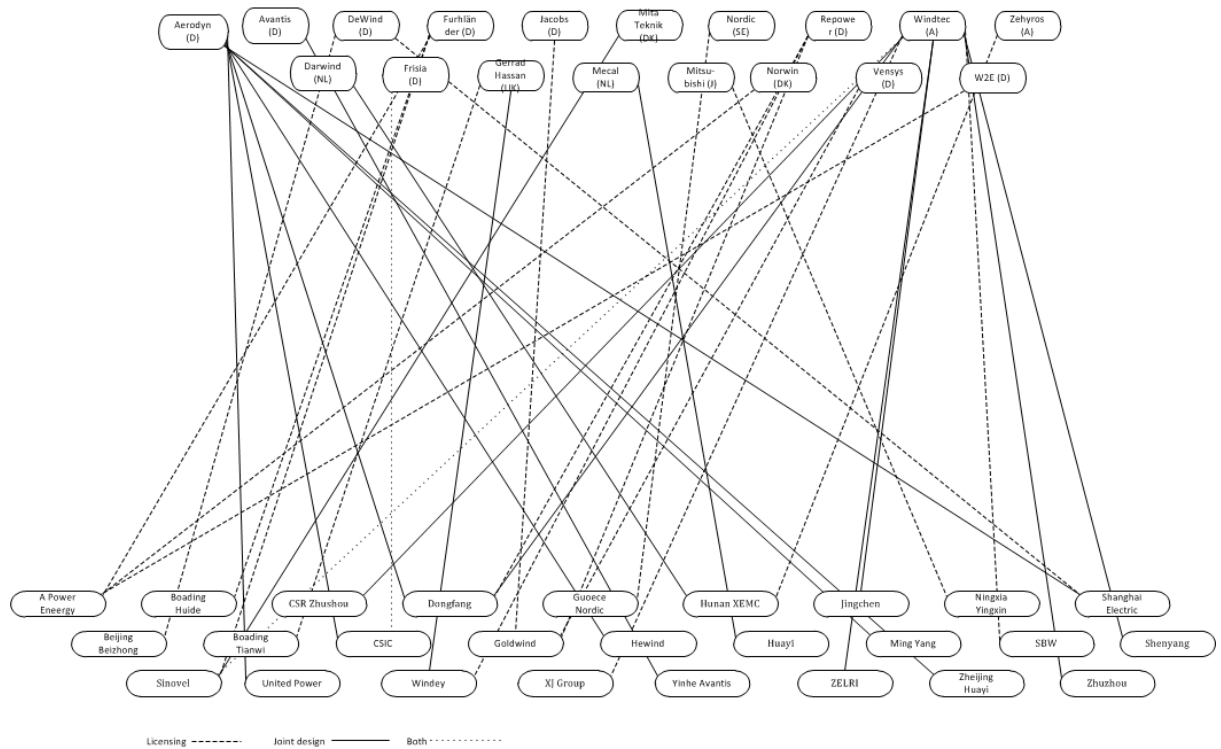 Aerodyn
(D)
Avantis
(D)
DeWind
(D)
Furhlän
der (D)
Jacobs
(D)
Mita
Teknik
(DK)
Nordic
(SE)
Repowe
r (D)
Windtec
(A)
Zehyros
(A)
Darwind
(NL)
Frisia
(D)
Gerrad
Hassan
(UK)
Mecal
(NL)
Mitsu-
bishi (J)
Norwin
(DK)
Vensys
(D)
W2E (D)
A Power
Eneergy
Boading
Huide
CSR Zhushou
Dongfang
Guoece
Nordic
Hunan XEMC
Jingchen
Ningxia
Yingxin
Shanghai
Electric
Beijing
Beizhong
Boading
Tianwi
CSIC
Goldwind
Hewind
Huayi
Ming Yang
SBW
Shenyang
Sinovel
United Power
Windey
XJ Group
Yinhe Avantis
ZELRI
Zheijing
Huayi
Zhuzhou
Licensing
Joint design
Both